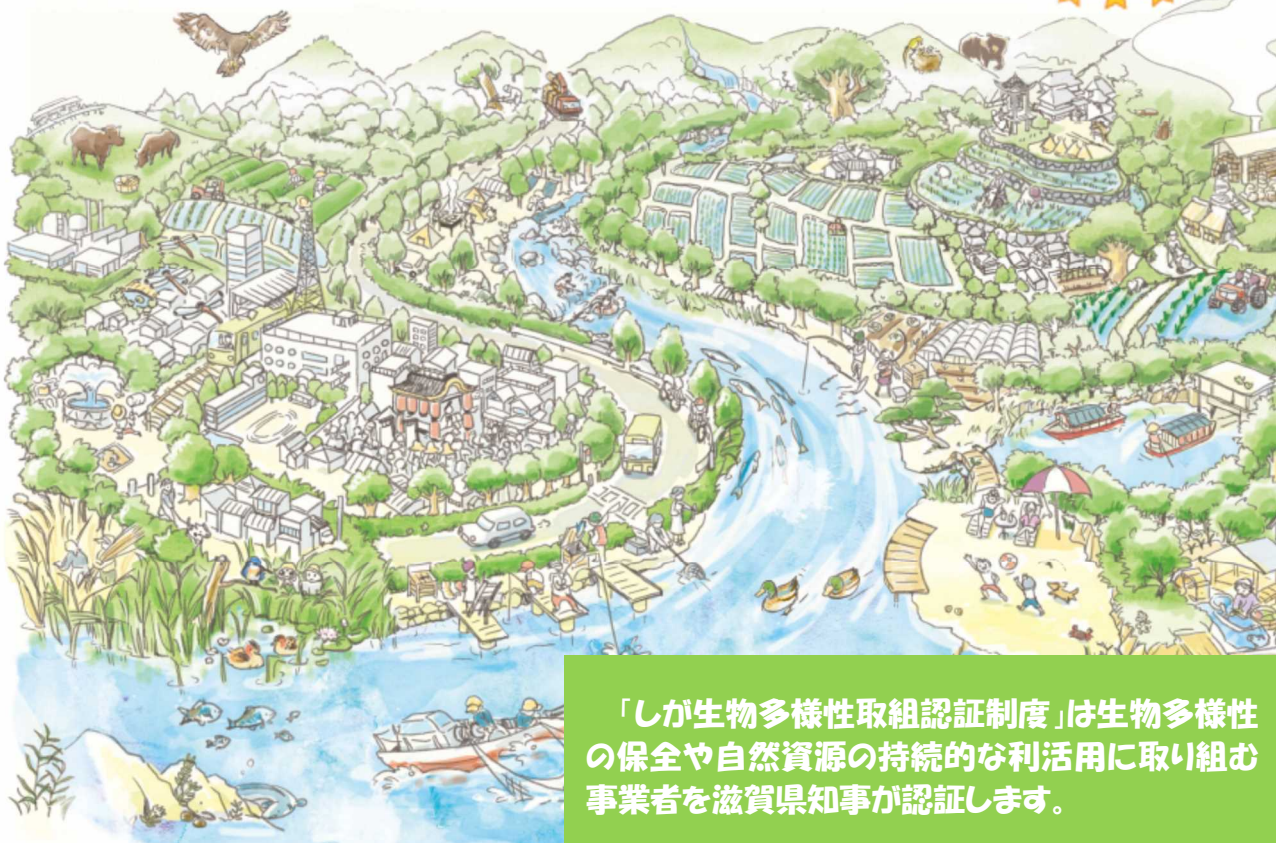 「しが生物多様性取組認証制度」は生物多様性
の保全や自然資源の持続的な利活用に取り組む
事業者を滋賀県知事が認証します。